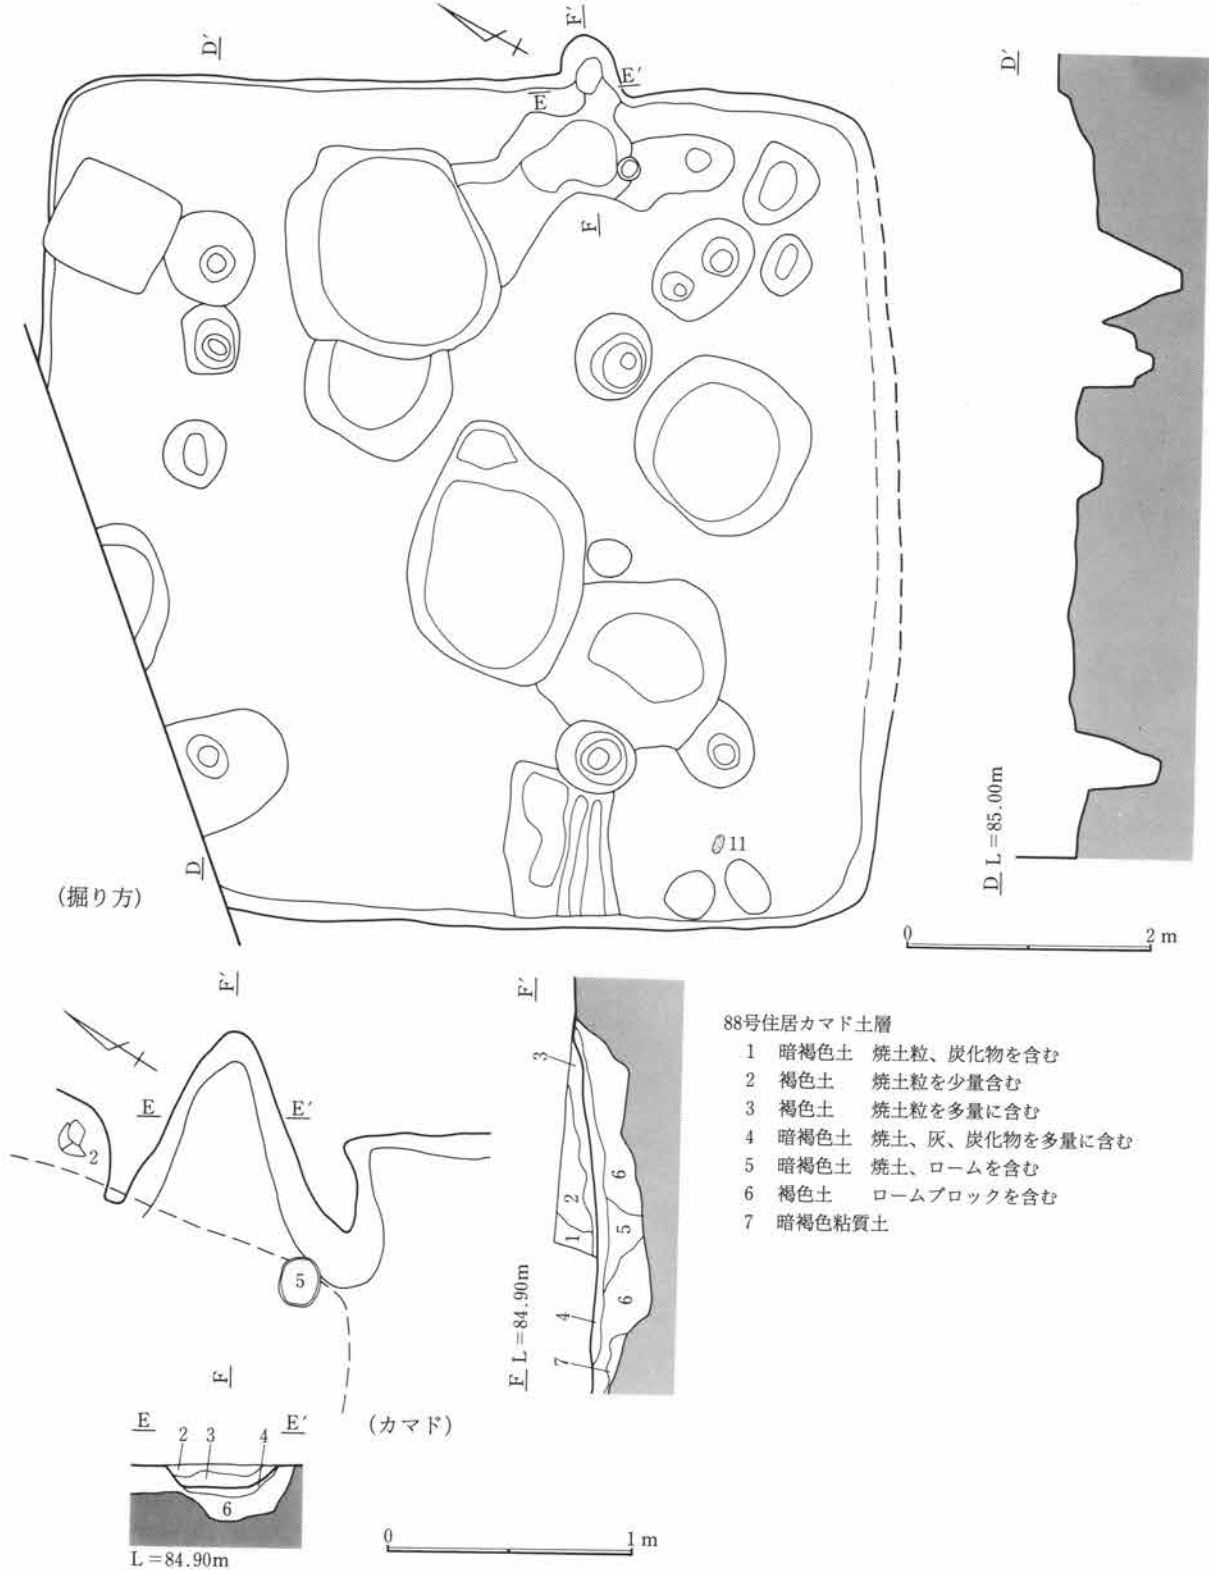 F'
D'
E'
E
F
D'
11
D
(掘り方)
D L=85.00m
0 2 m
F'
F'
E
E'
2
5
3
2
1
6
5
6
4
7
F L=84.90m
F
(カマド)
E
E'
2 3 4
6
L=84.90m
0 1 m
88号住居カマド土層
1 暗褐色土 焼土粒、炭化物を含む
2 褐色土 焼土粒を少量含む
3 褐色土 焼土粒を多量に含む
4 暗褐色土 焼土、灰、炭化物を多量に含む
5 暗褐色土 焼土、ロームを含む
6 褐色土 ロームブロックを含む
7 暗褐色粘質土